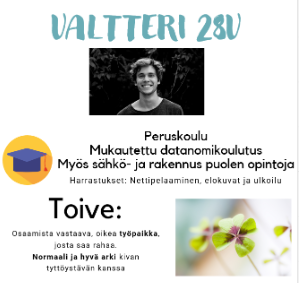 VALTTERI 28V
Peruskoulu
Mukautettu datanomikoulutus
Myös sähkö- ja rakennus puolen opintoja
Harrastukset: Nettipelaaminen, elokuvat ja ulkoilu
Toive:
Osaamista vastaava, oikea työpaikka,
josta saa rahaa.
Normaali ja hyvä arki kivan
tyttöystävän kanssa